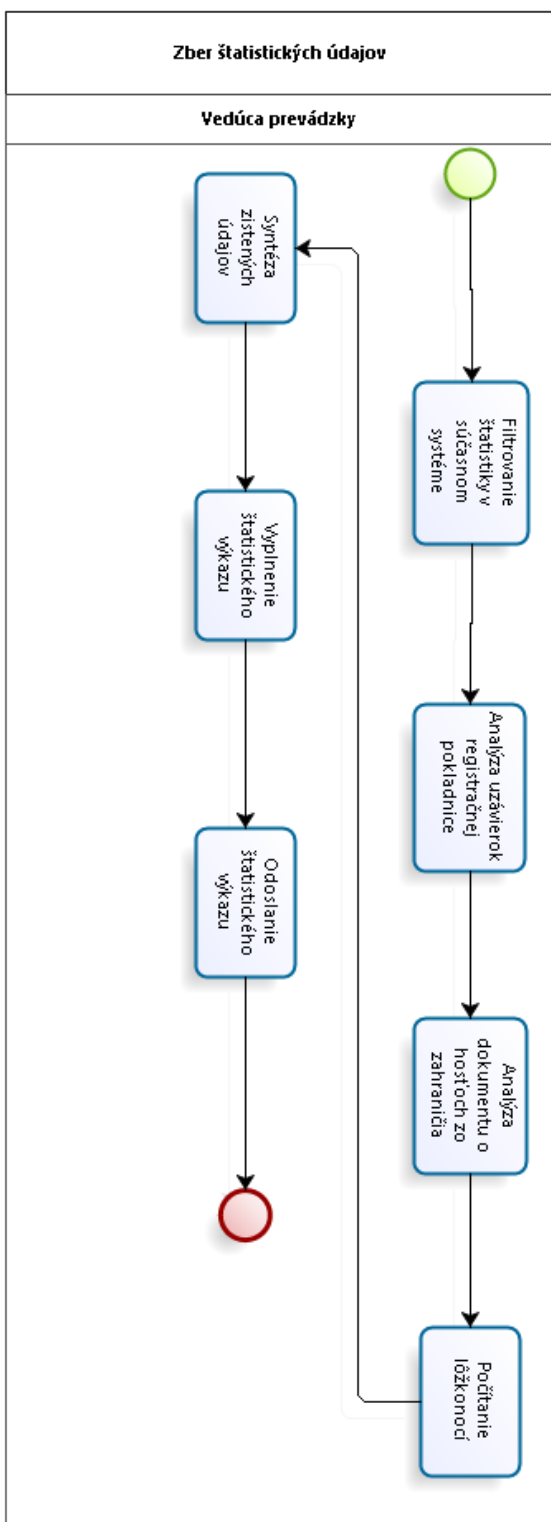 Zber štatistických údajov
Vedúca prevádzky
Filtrovanie
štatistiky v
súčasnom
systéme
Analýza uzávierok
registračnej
pokladnice
Analýza
dokumentu o
hosťoch zo
zahraničia
Počítanie
lôžkonocí
Syntéza
zistených
údajov
Vyplnenie
štatistického
výkazu
Odoslanie
štatistického
výkazu